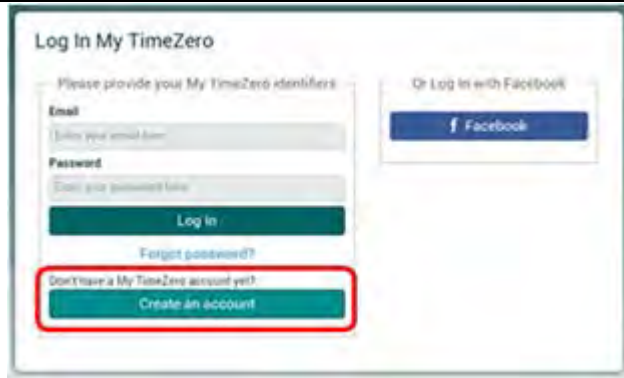 Log In My TimeZero
Please provide your My TimeZero identifiers
Email
Enter your email here
Password
Enter your password here
Log In
Forgot password?
Don't have a My TimeZero account yet?
Create an account
Or Log In with Facebook
f Facebook